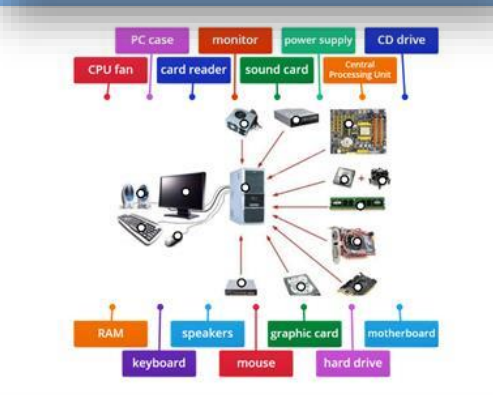 PC case
monitor
power supply
CD drive
CPU fan
card reader
sound card
Central
Processing Unit
RAM
speakers
graphic card
motherboard
keyboard
mouse
hard drive